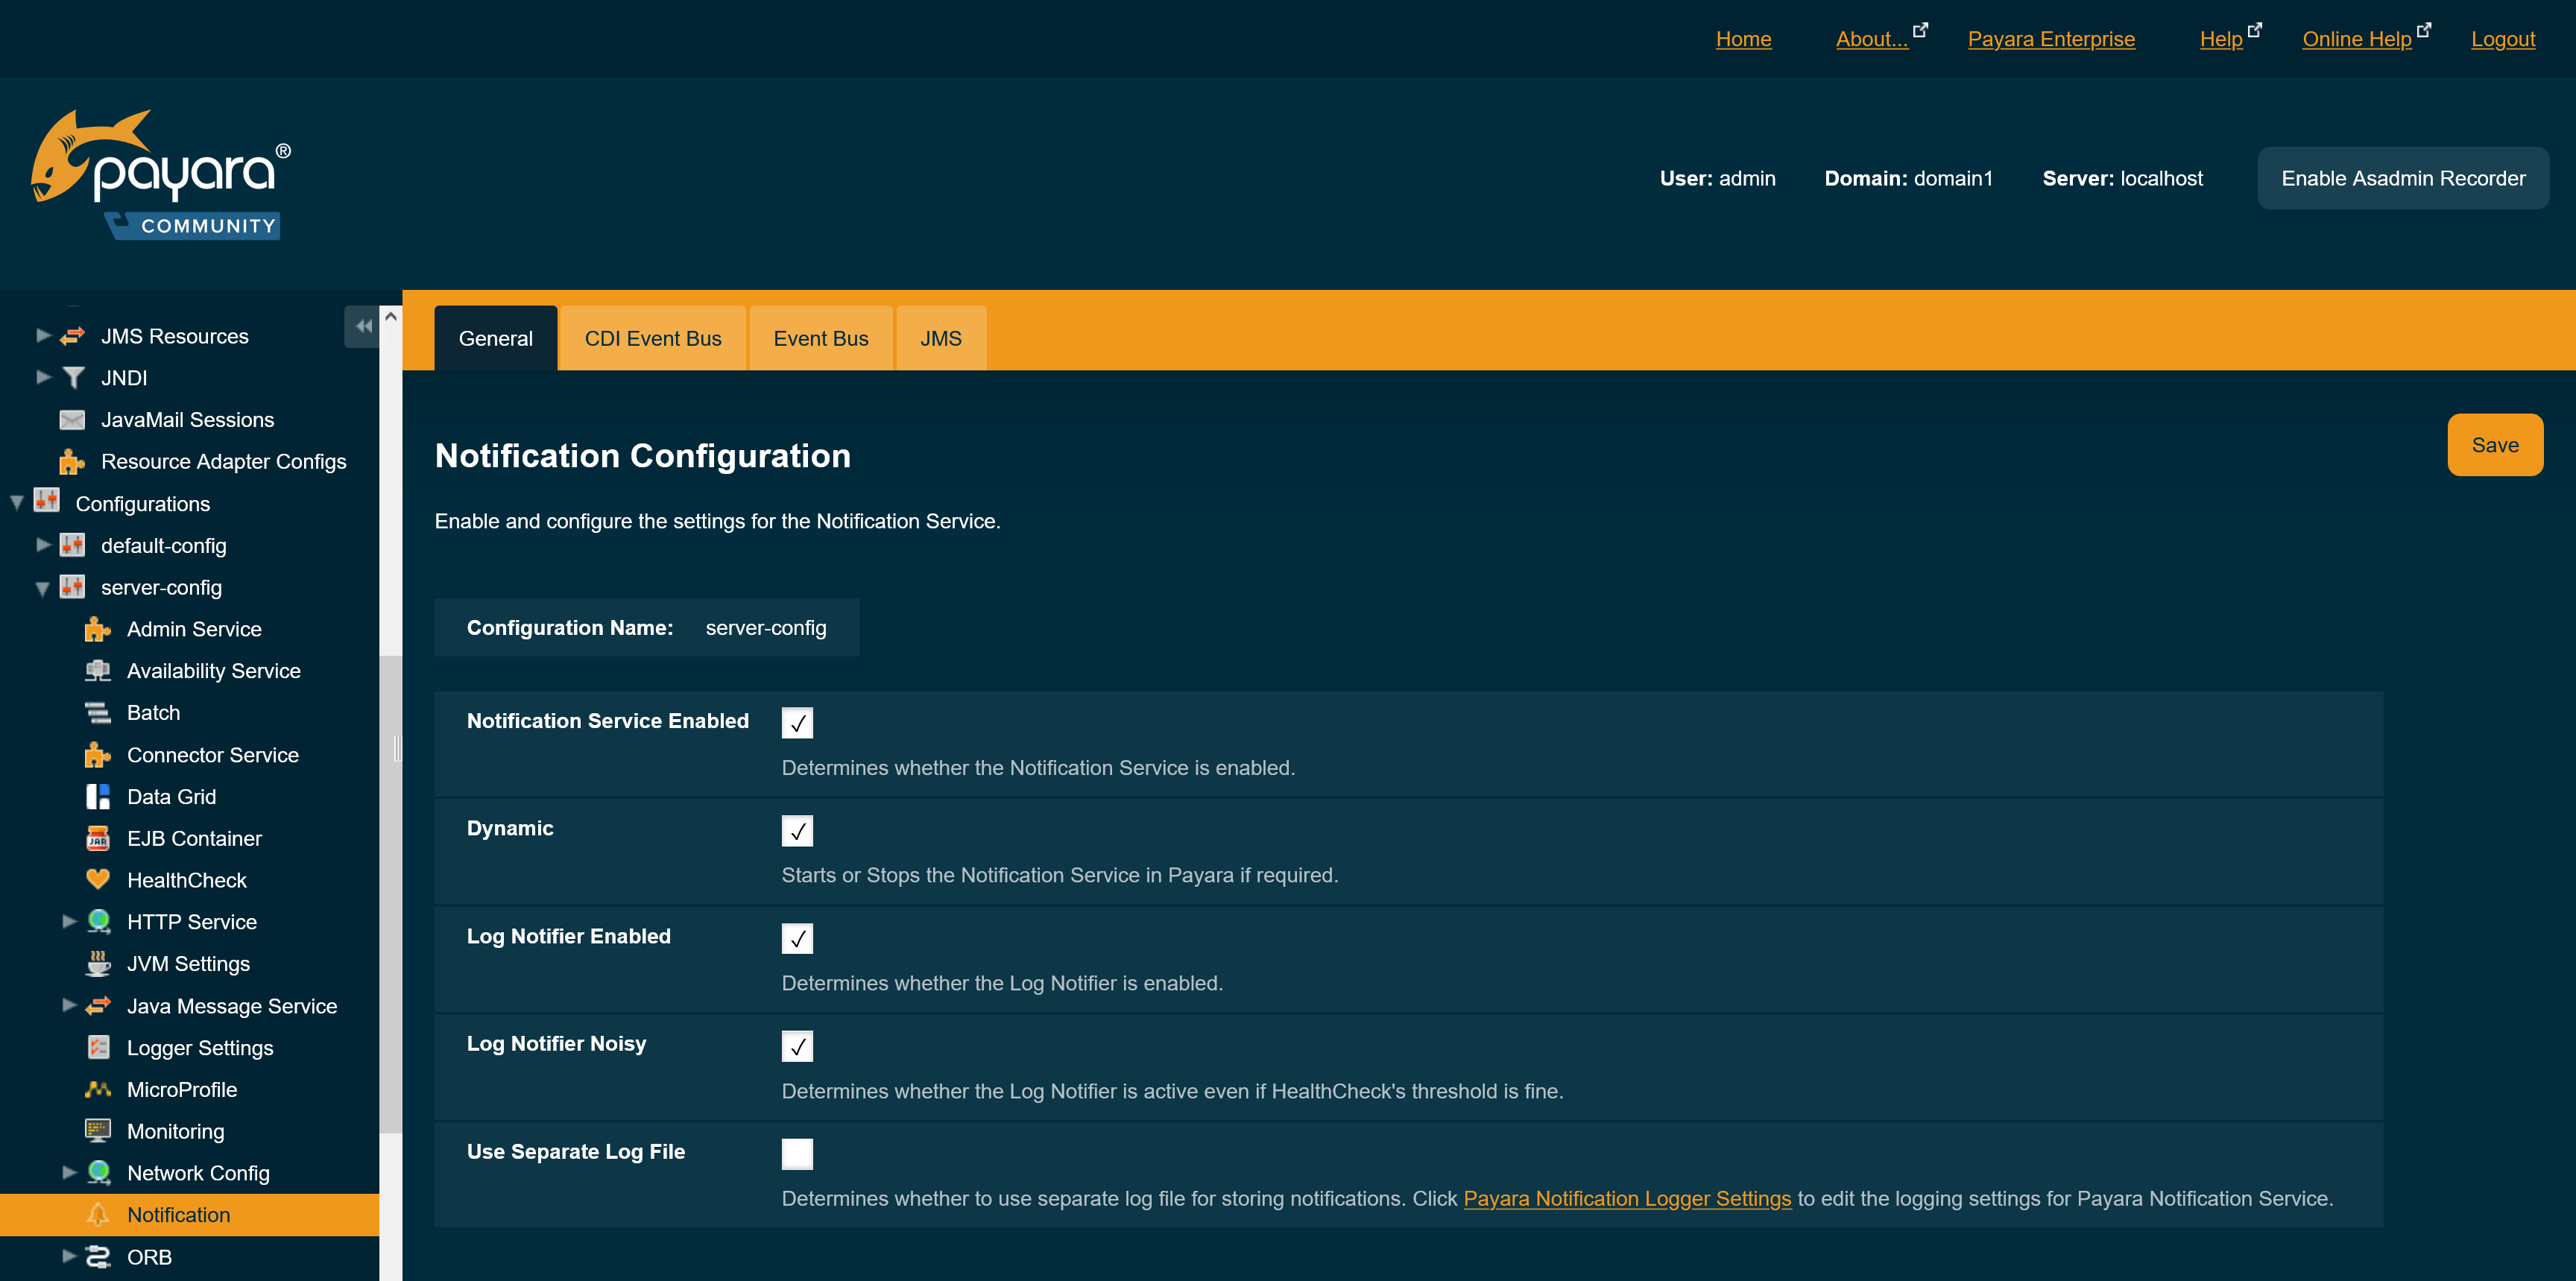 Home About... Payara Enterprise Help Online Help Logout
payara®
COMMUNITY
User: admin Domain: domain1 Server: localhost Enable Asadmin Recorder
JMS Resources
JNDI
JavaMail Sessions
Resource Adapter Configs
Configurations
default-config
server-config
Admin Service
Availability Service
Batch
Connector Service
Data Grid
JAR
EJB Container
HealthCheck
HTTP Service
JVM Settings
Java Message Service
Logger Settings
MicroProfile
Monitoring
Network Config
Notification
ORB
General CDI Event Bus Event Bus JMS
Notification Configuration
Save
Enable and configure the settings for the Notification Service.
Configuration Name: server-config
Notification Service Enabled
Determines whether the Notification Service is enabled.
Dynamic
Starts or Stops the Notification Service in Payara if required.
Log Notifier Enabled
Determines whether the Log Notifier is enabled.
Log Notifier Noisy
Determines whether the Log Notifier is active even if HealthCheck's threshold is fine.
Use Separate Log File
Determines whether to use separate log file for storing notifications. Click Payara Notification Logger Settings to edit the logging settings for Payara Notification Service.